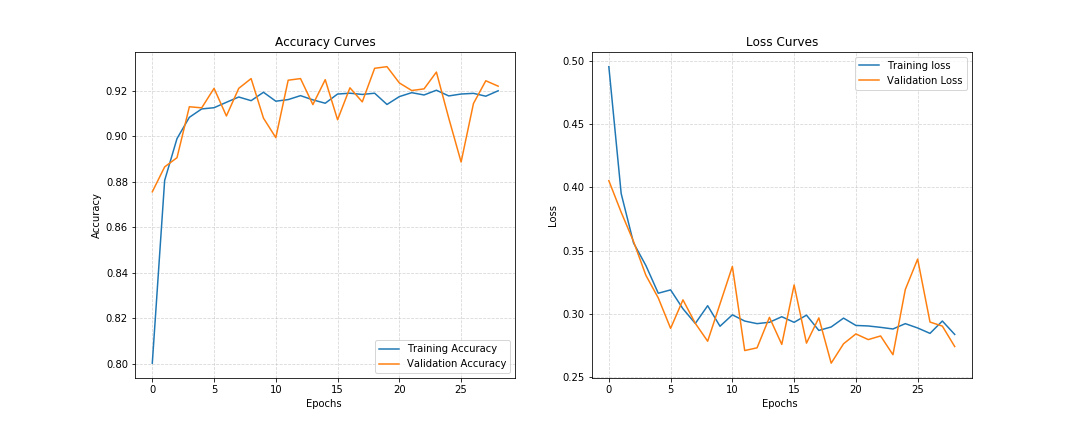 Accuracy Curves
Accuracy
0.92
0.90
0.88
0.86
0.84
0.82
0.80
0
5
10
15
20
25
Epochs
Training Accuracy
Validation Accuracy
Loss Curves
Loss
0.50
0.45
0.40
0.35
0.30
0.25
0
5
10
15
20
25
Epochs
Training loss
Validation Loss